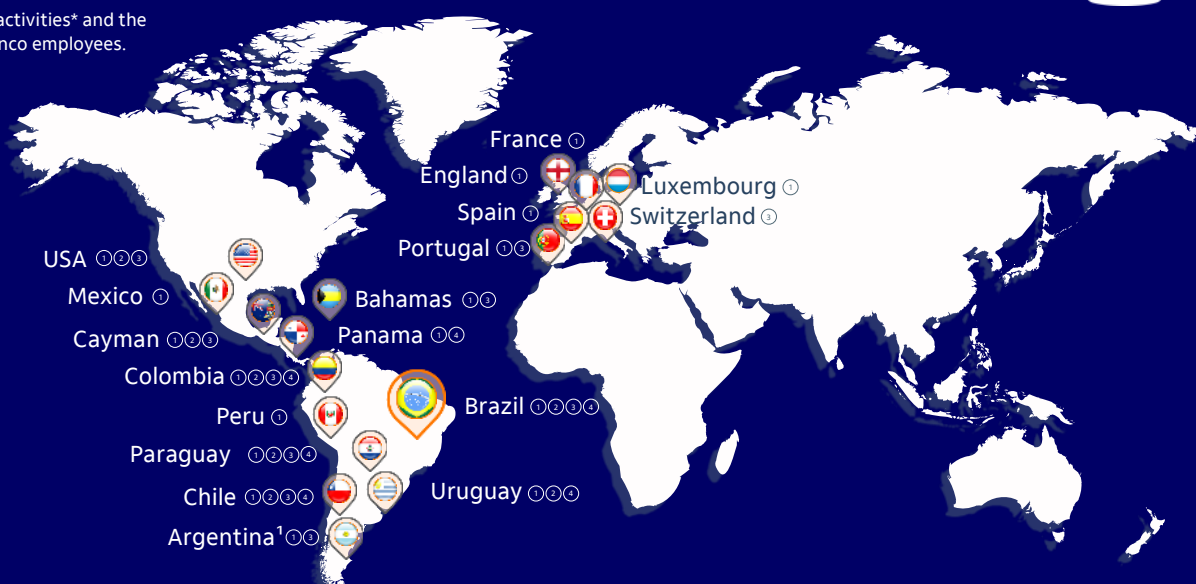 activities* and the
nco employees.
France ①
England ①
Luxembourg ①
Spain ①
Switzerland ③
Portugal ①③
USA ①②③
Mexico ①
Bahamas ①③
Cayman ①②③
Panama ①④
Colombia ①②③④
Brazil ①②③④
Peru ①
Paraguay ①②③④
Chile ①②③④
Uruguay ①②④
Argentina¹ ①③